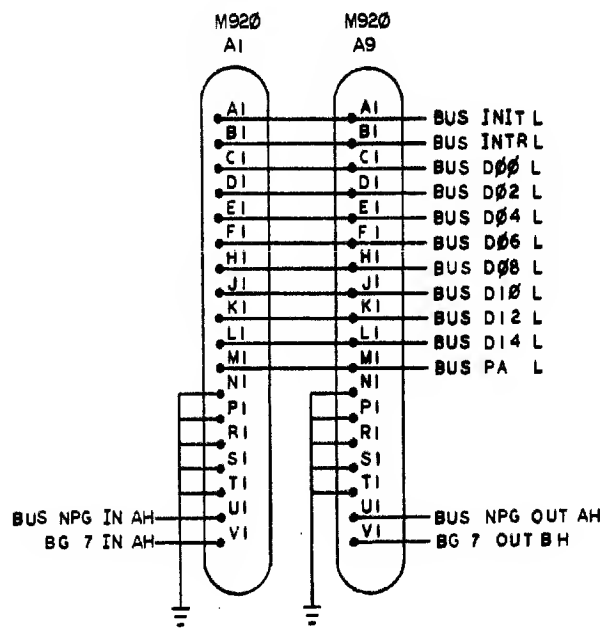 M92Ø M92Ø
A1 A9
A1 A1 BUS INIT L
B1 B1 BUS INTR L
C1 C1 BUS DØØ L
D1 D1 BUS DØ2 L
E1 E1 BUS DØ4 L
F1 F1 BUS DØ6 L
H1 H1 BUS DØ8 L
J1 J1 BUS D1Ø L
K1 K1 BUS D12 L
L1 L1 BUS D14 L
M1 M1 BUS PA L
N1 N1
P1 P1
R1 R1
S1 S1
T1 T1
BUS NPG IN AH U1 U1 BUS NPG OUT AH
BG 7 IN AH V1 V1 BG 7 OUT BH